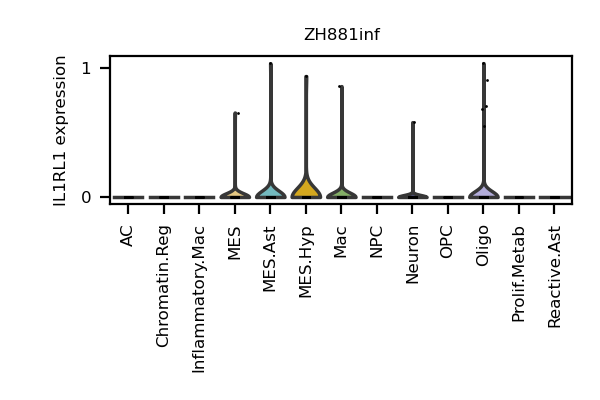 ZH881inf
IL1RL1 expression
1
0
AC
Chromatin.Reg
Inflammatory.Mac
MES
MES.Ast
MES.Hyp
Mac
NPC
Neuron
OPC
Oligo
Prolif.Metab
Reactive.Ast